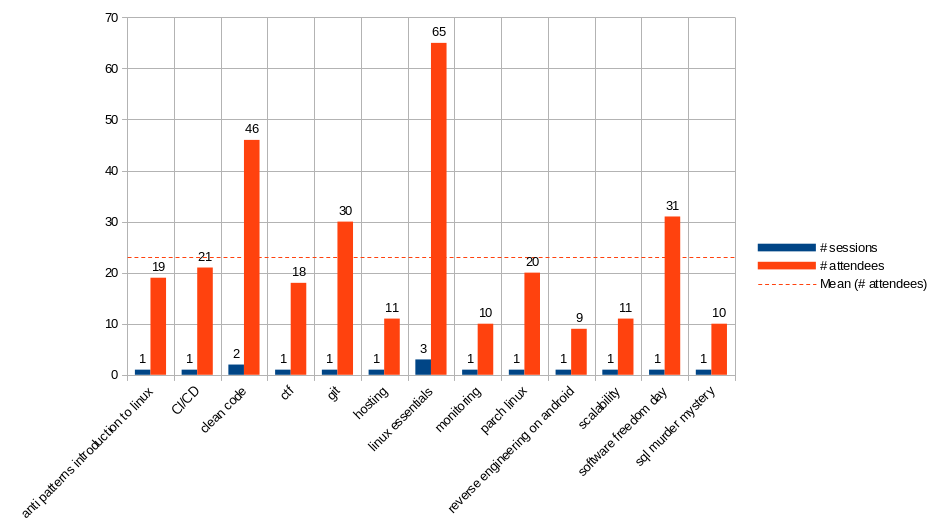 70
60
50
40
30
20
10
0
19
21
46
18
30
11
65
10
20
9
11
31
10
1
1
2
1
1
1
3
1
1
1
1
1
1
anti patterns introduction to linux
CI/CD
clean code
ctf
git
hosting
linux essentials
monitoring
parch linux
reverse engineering on android
scalability
software freedom day
sql murder mystery
# sessions
# attendees
Mean (# attendees)